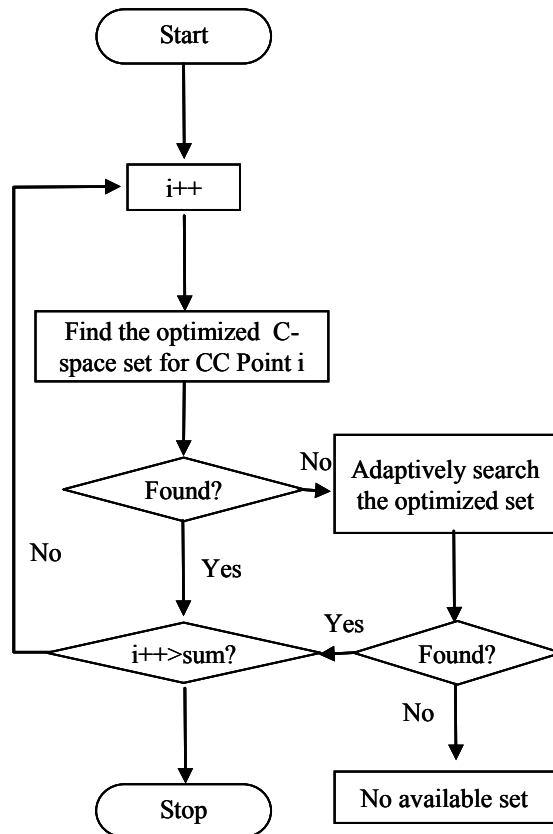 Start
i++
Find the optimized C-
space set for CC Point i
No
Adaptively search
the optimized set
Found?
No
Yes
Yes
i++>sum?
Found?
No
Stop
No available set